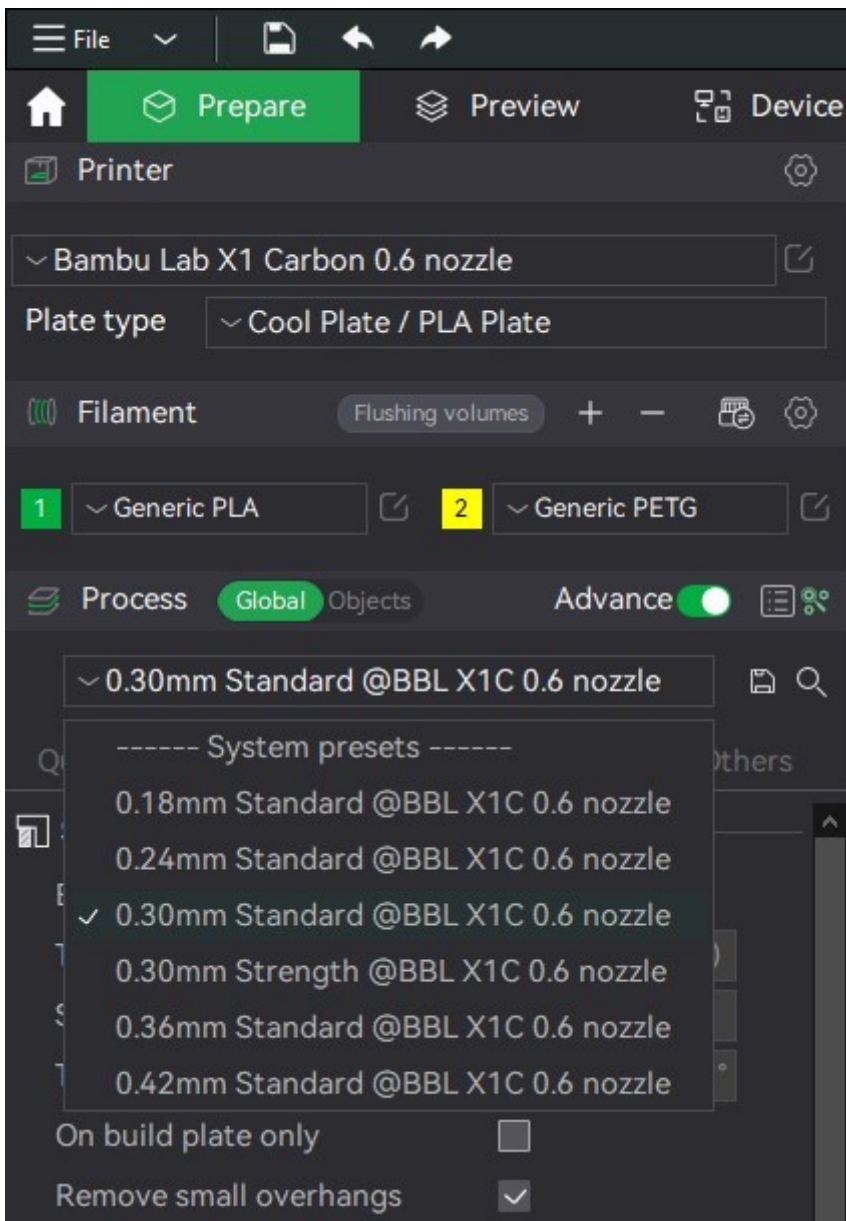 File
Prepare Preview Device
Printer
Bambu Lab X1 Carbon 0.6 nozzle
Plate type Cool Plate / PLA Plate
Filament Flushing volumes + −
1 Generic PLA 2 Generic PETG
Process Global Objects Advance
0.30mm Standard @BBL X1C 0.6 nozzle
------ System presets ------
0.18mm Standard @BBL X1C 0.6 nozzle
0.24mm Standard @BBL X1C 0.6 nozzle
0.30mm Standard @BBL X1C 0.6 nozzle
0.30mm Strength @BBL X1C 0.6 nozzle
0.36mm Standard @BBL X1C 0.6 nozzle
0.42mm Standard @BBL X1C 0.6 nozzle
On build plate only
Remove small overhangs